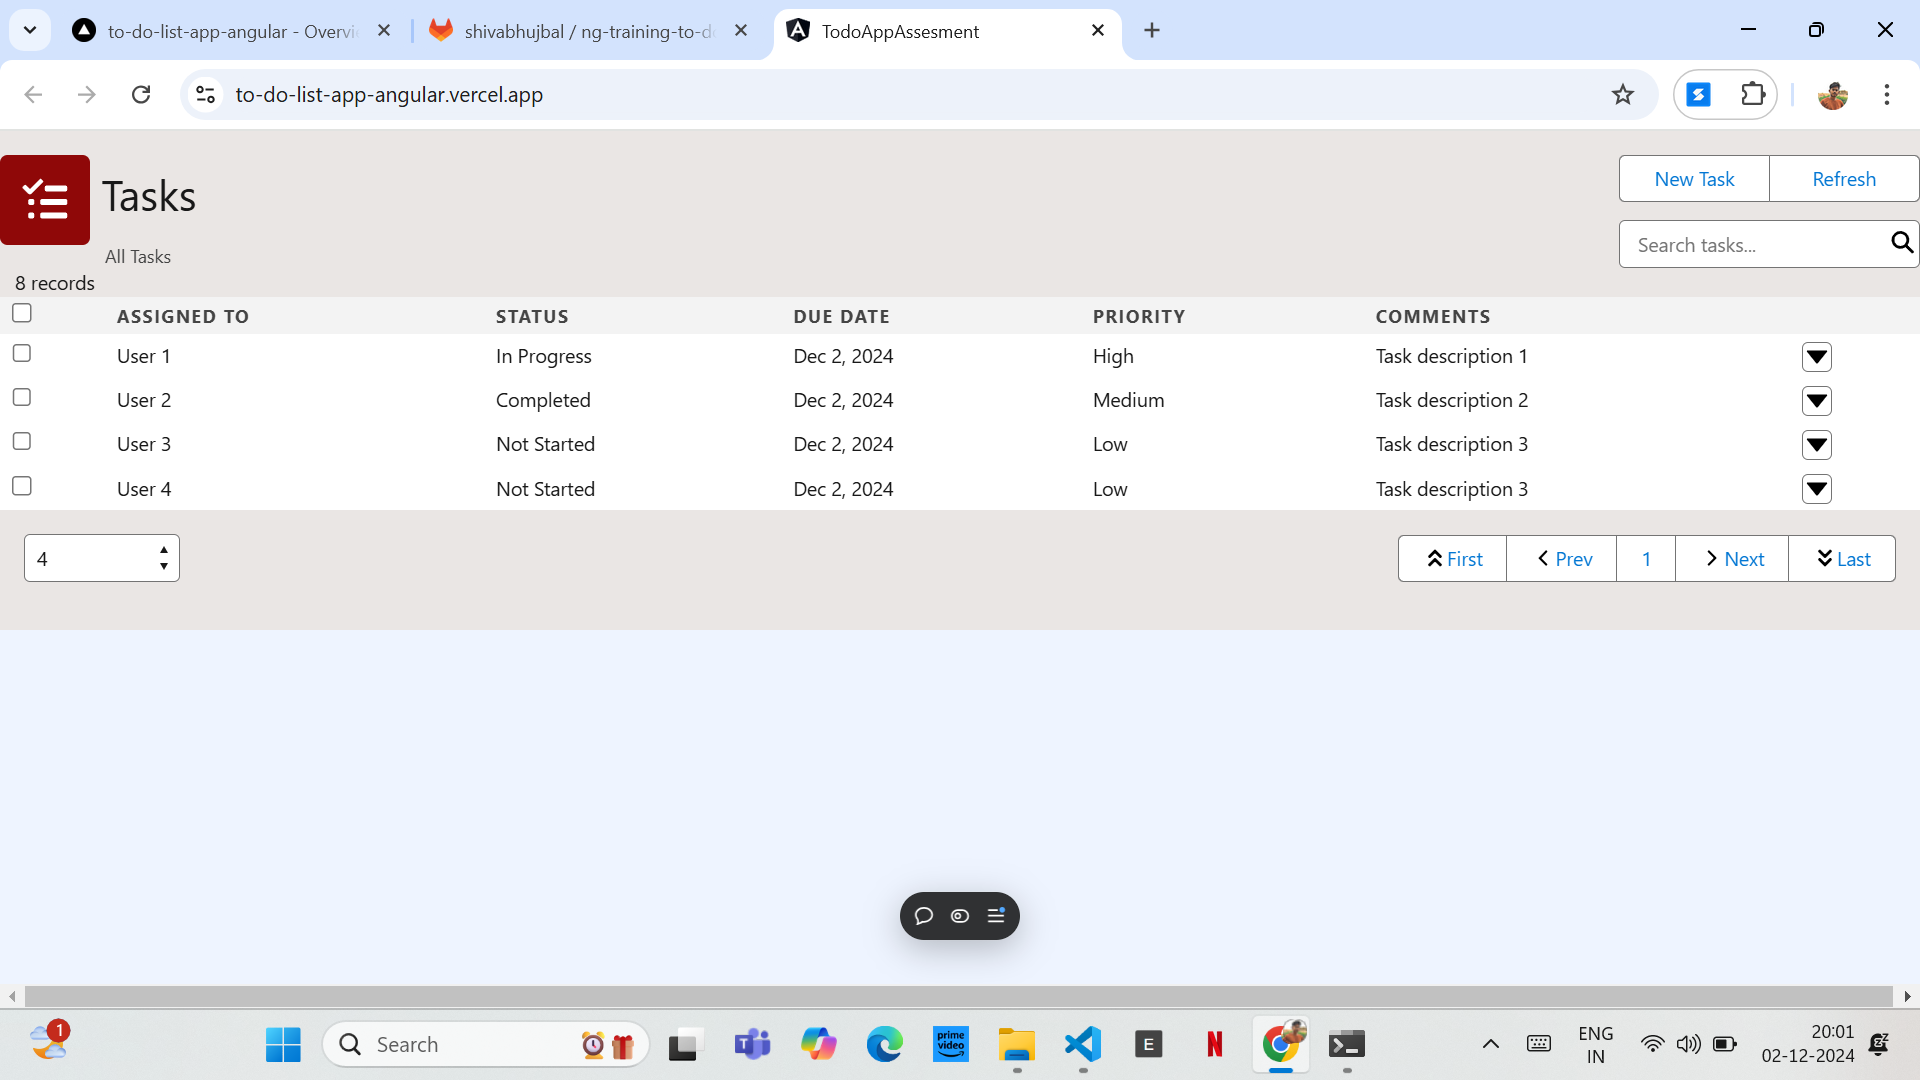 to-do-list-app-angular - Overvi
shivabhujbal / ng-training-to-do
TodoAppAssesment
to-do-list-app-angular.vercel.app
Tasks
All Tasks
8 records
New Task Refresh
Search tasks...
ASSIGNED TO STATUS DUE DATE PRIORITY COMMENTS
User 1 In Progress Dec 2, 2024 High Task description 1
User 2 Completed Dec 2, 2024 Medium Task description 2
User 3 Not Started Dec 2, 2024 Low Task description 3
User 4 Not Started Dec 2, 2024 Low Task description 3
4
First Prev 1 Next Last
1
Search
prime
video
E
N
ENG
IN
20:01
02-12-2024